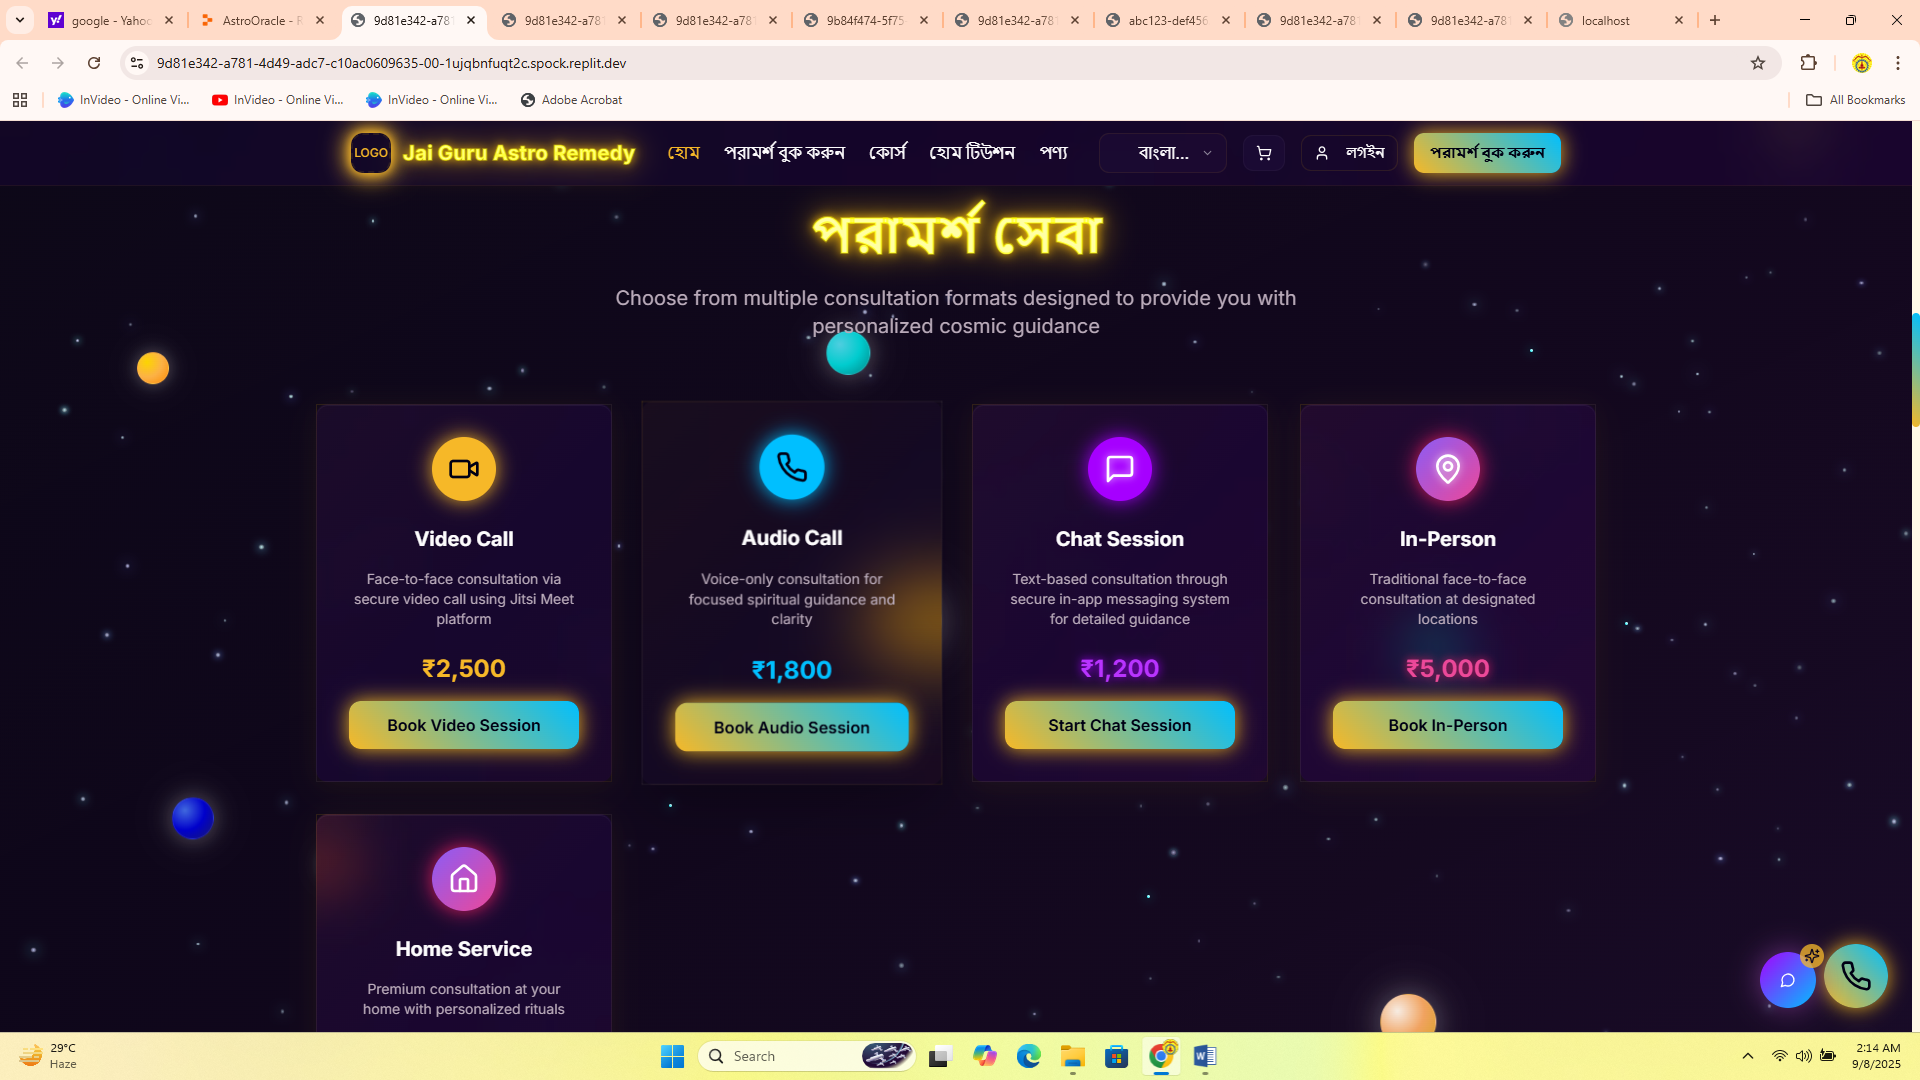 google - Yahoo
AstroOracle - R
9d81e342-a781
9d81e342-a781
9d81e342-a781
9b84f474-5f75
9d81e342-a781
abc123-def456
9d81e342-a781
9d81e342-a781
localhost
9d81e342-a781-4d49-adc7-c10ac0609635-00-1ujqbnfuqt2c.spock.replit.dev
InVideo - Online Vi...
InVideo - Online Vi...
InVideo - Online Vi...
Adobe Acrobat
All Bookmarks
LOGO
Jai Guru Astro Remedy
হোম
পরামর্শ বুক করুন
কোর্স
হোম টিউশন
পণ্য
বাংলা...
লগইন
পরামর্শ বুক করুন
পরামর্শ সেবা
Choose from multiple consultation formats designed to provide you with
personalized cosmic guidance
Video Call
Face-to-face consultation via
secure video call using Jitsi Meet
platform
₹2,500
Book Video Session
Audio Call
Voice-only consultation for
focused spiritual guidance and
clarity
₹1,800
Book Audio Session
Chat Session
Text-based consultation through
secure in-app messaging system
for detailed guidance
₹1,200
Start Chat Session
In-Person
Traditional face-to-face
consultation at designated
locations
₹5,000
Book In-Person
Home Service
Premium consultation at your
home with personalized rituals
29°C
Haze
Search
2:14 AM
9/8/2025